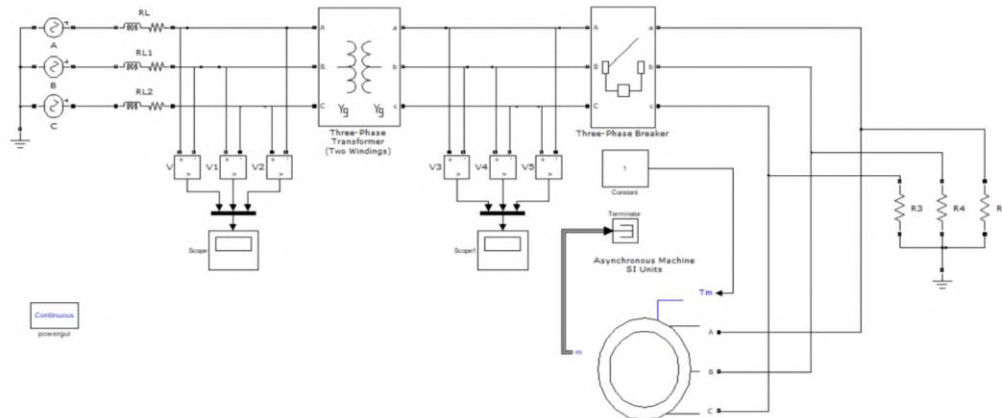 RL
A
RL1
B
RL2
C
A
B
C
a
b
c
Yg
Yg
Three-Phase
Transformer
(Two Windings)
A
B
C
a
b
c
Three-Phase Breaker
V
V1
V2
V3
V4
V5
Scope
Scope1
1
Constant
Terminator
Asynchronous Machine
SI Units
R3
R4
R
Continuous
powergui
Tm
m
A
B
C